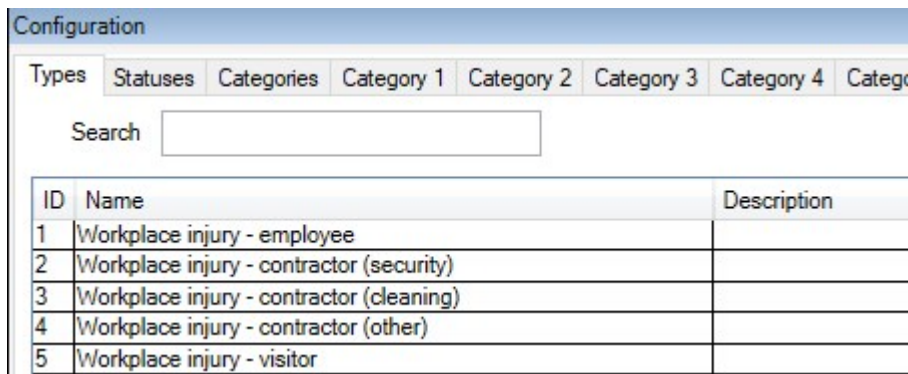 Configuration
Types Statuses Categories Category 1 Category 2 Category 3 Category 4
Search
ID Name Description
1 Workplace injury - employee
2 Workplace injury - contractor (security)
3 Workplace injury - contractor (cleaning)
4 Workplace injury - contractor (other)
5 Workplace injury - visitor